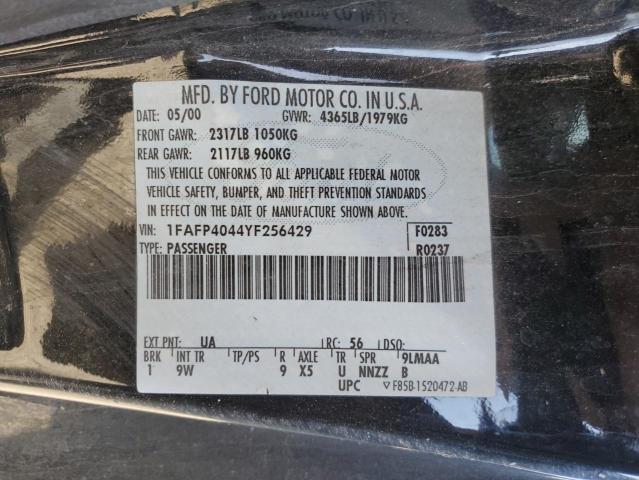 MFD. BY FORD MOTOR CO. IN U.S.A.
DATE: 05/00 GVWR: 4365LB/1979KG
FRONT GAWR: 2317LB 1050KG
REAR GAWR: 2117LB 960KG
THIS VEHICLE CONFORMS TO ALL APPLICABLE FEDERAL MOTOR
VEHICLE SAFETY, BUMPER, AND THEFT PREVENTION STANDARDS
IN EFFECT ON THE DATE OF MANUFACTURE SHOWN ABOVE.
VIN: 1FAFP4044YF256429 F0283
TYPE: PASSENGER R0237
EXT PNT: UA RC: 56 DSO:
BRK INT TR TP/PS R AXLE TR SPR 9LMAA
1 9W 9 X5 U NNZZ B
UPC ▽F85B-1520472-AB